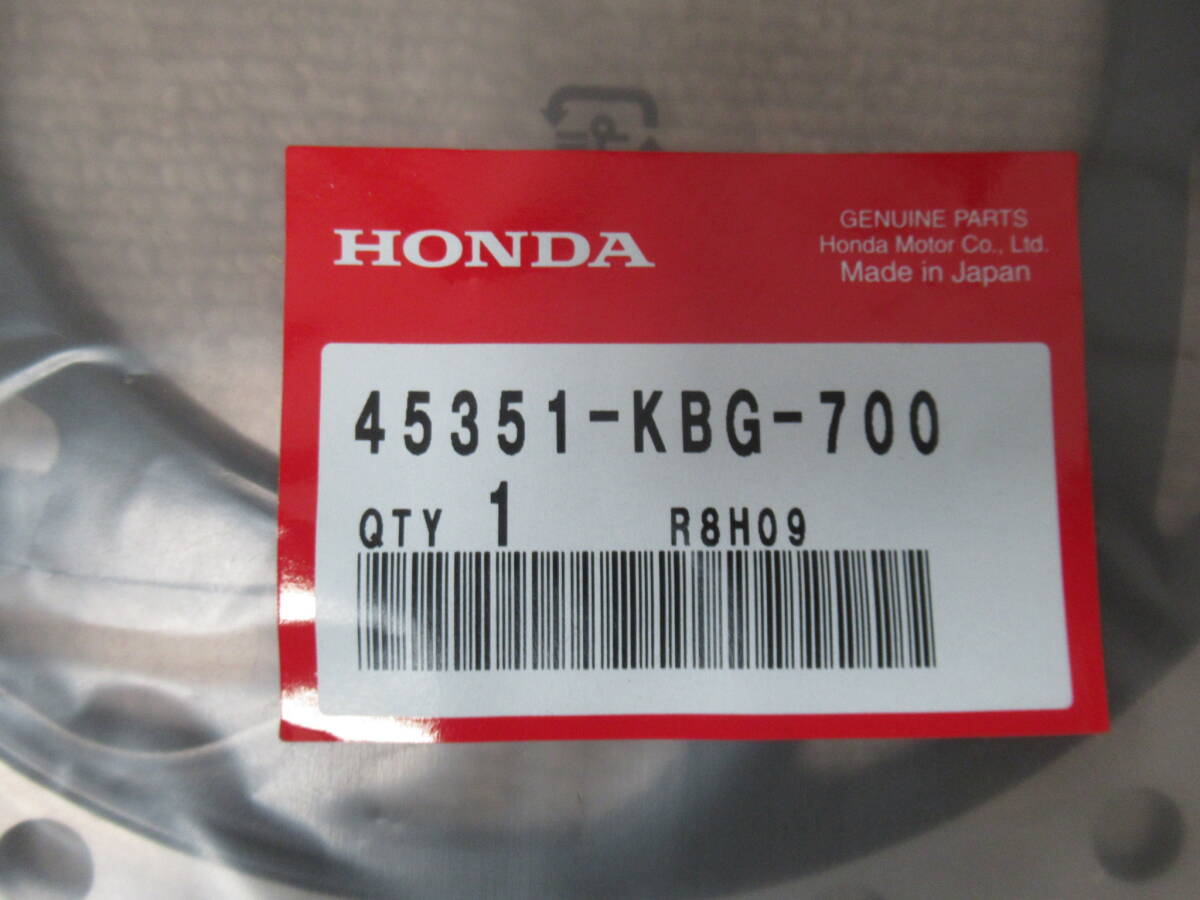 HONDA
GENUINE PARTS
Honda Motor Co., Ltd.
Made in Japan
45351-KBG-700
QTY 1 R8H09